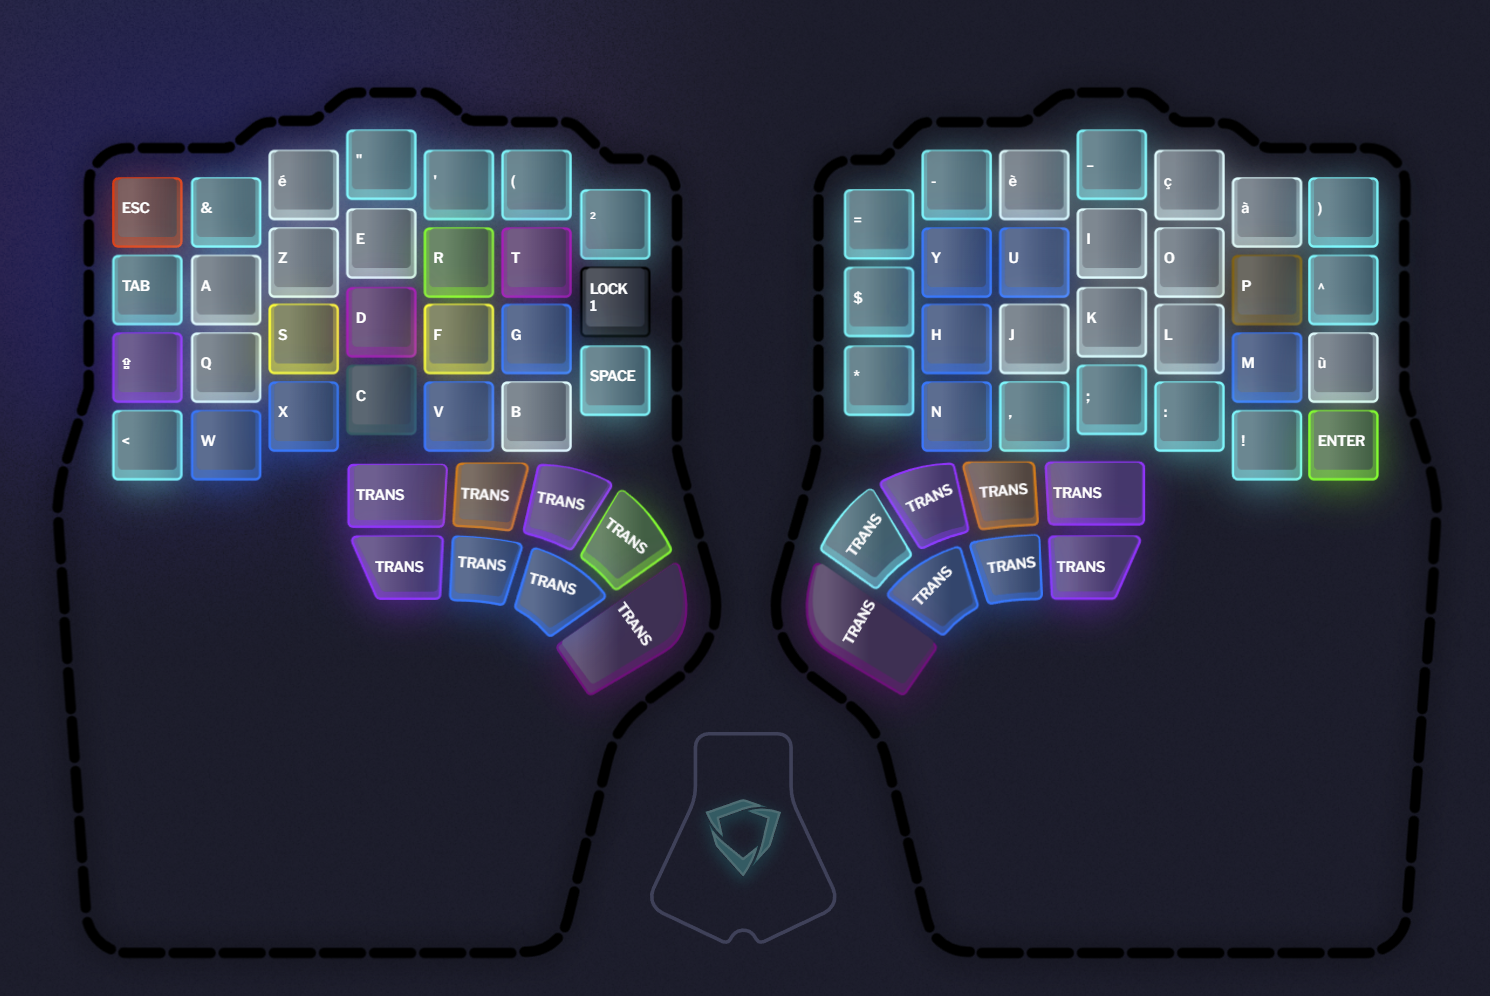 ESC & é " ' ( ²
TAB A Z E R T LOCK
1
⇪ Q S D F G SPACE
< W X C V B
TRANS TRANS TRANS TRANS
TRANS TRANS TRANS TRANS
= - è _ ç à )
$ Y U I O P ^
* H J K L M ù
N , ; : ! ENTER
TRANS TRANS TRANS TRANS
TRANS TRANS TRANS TRANS